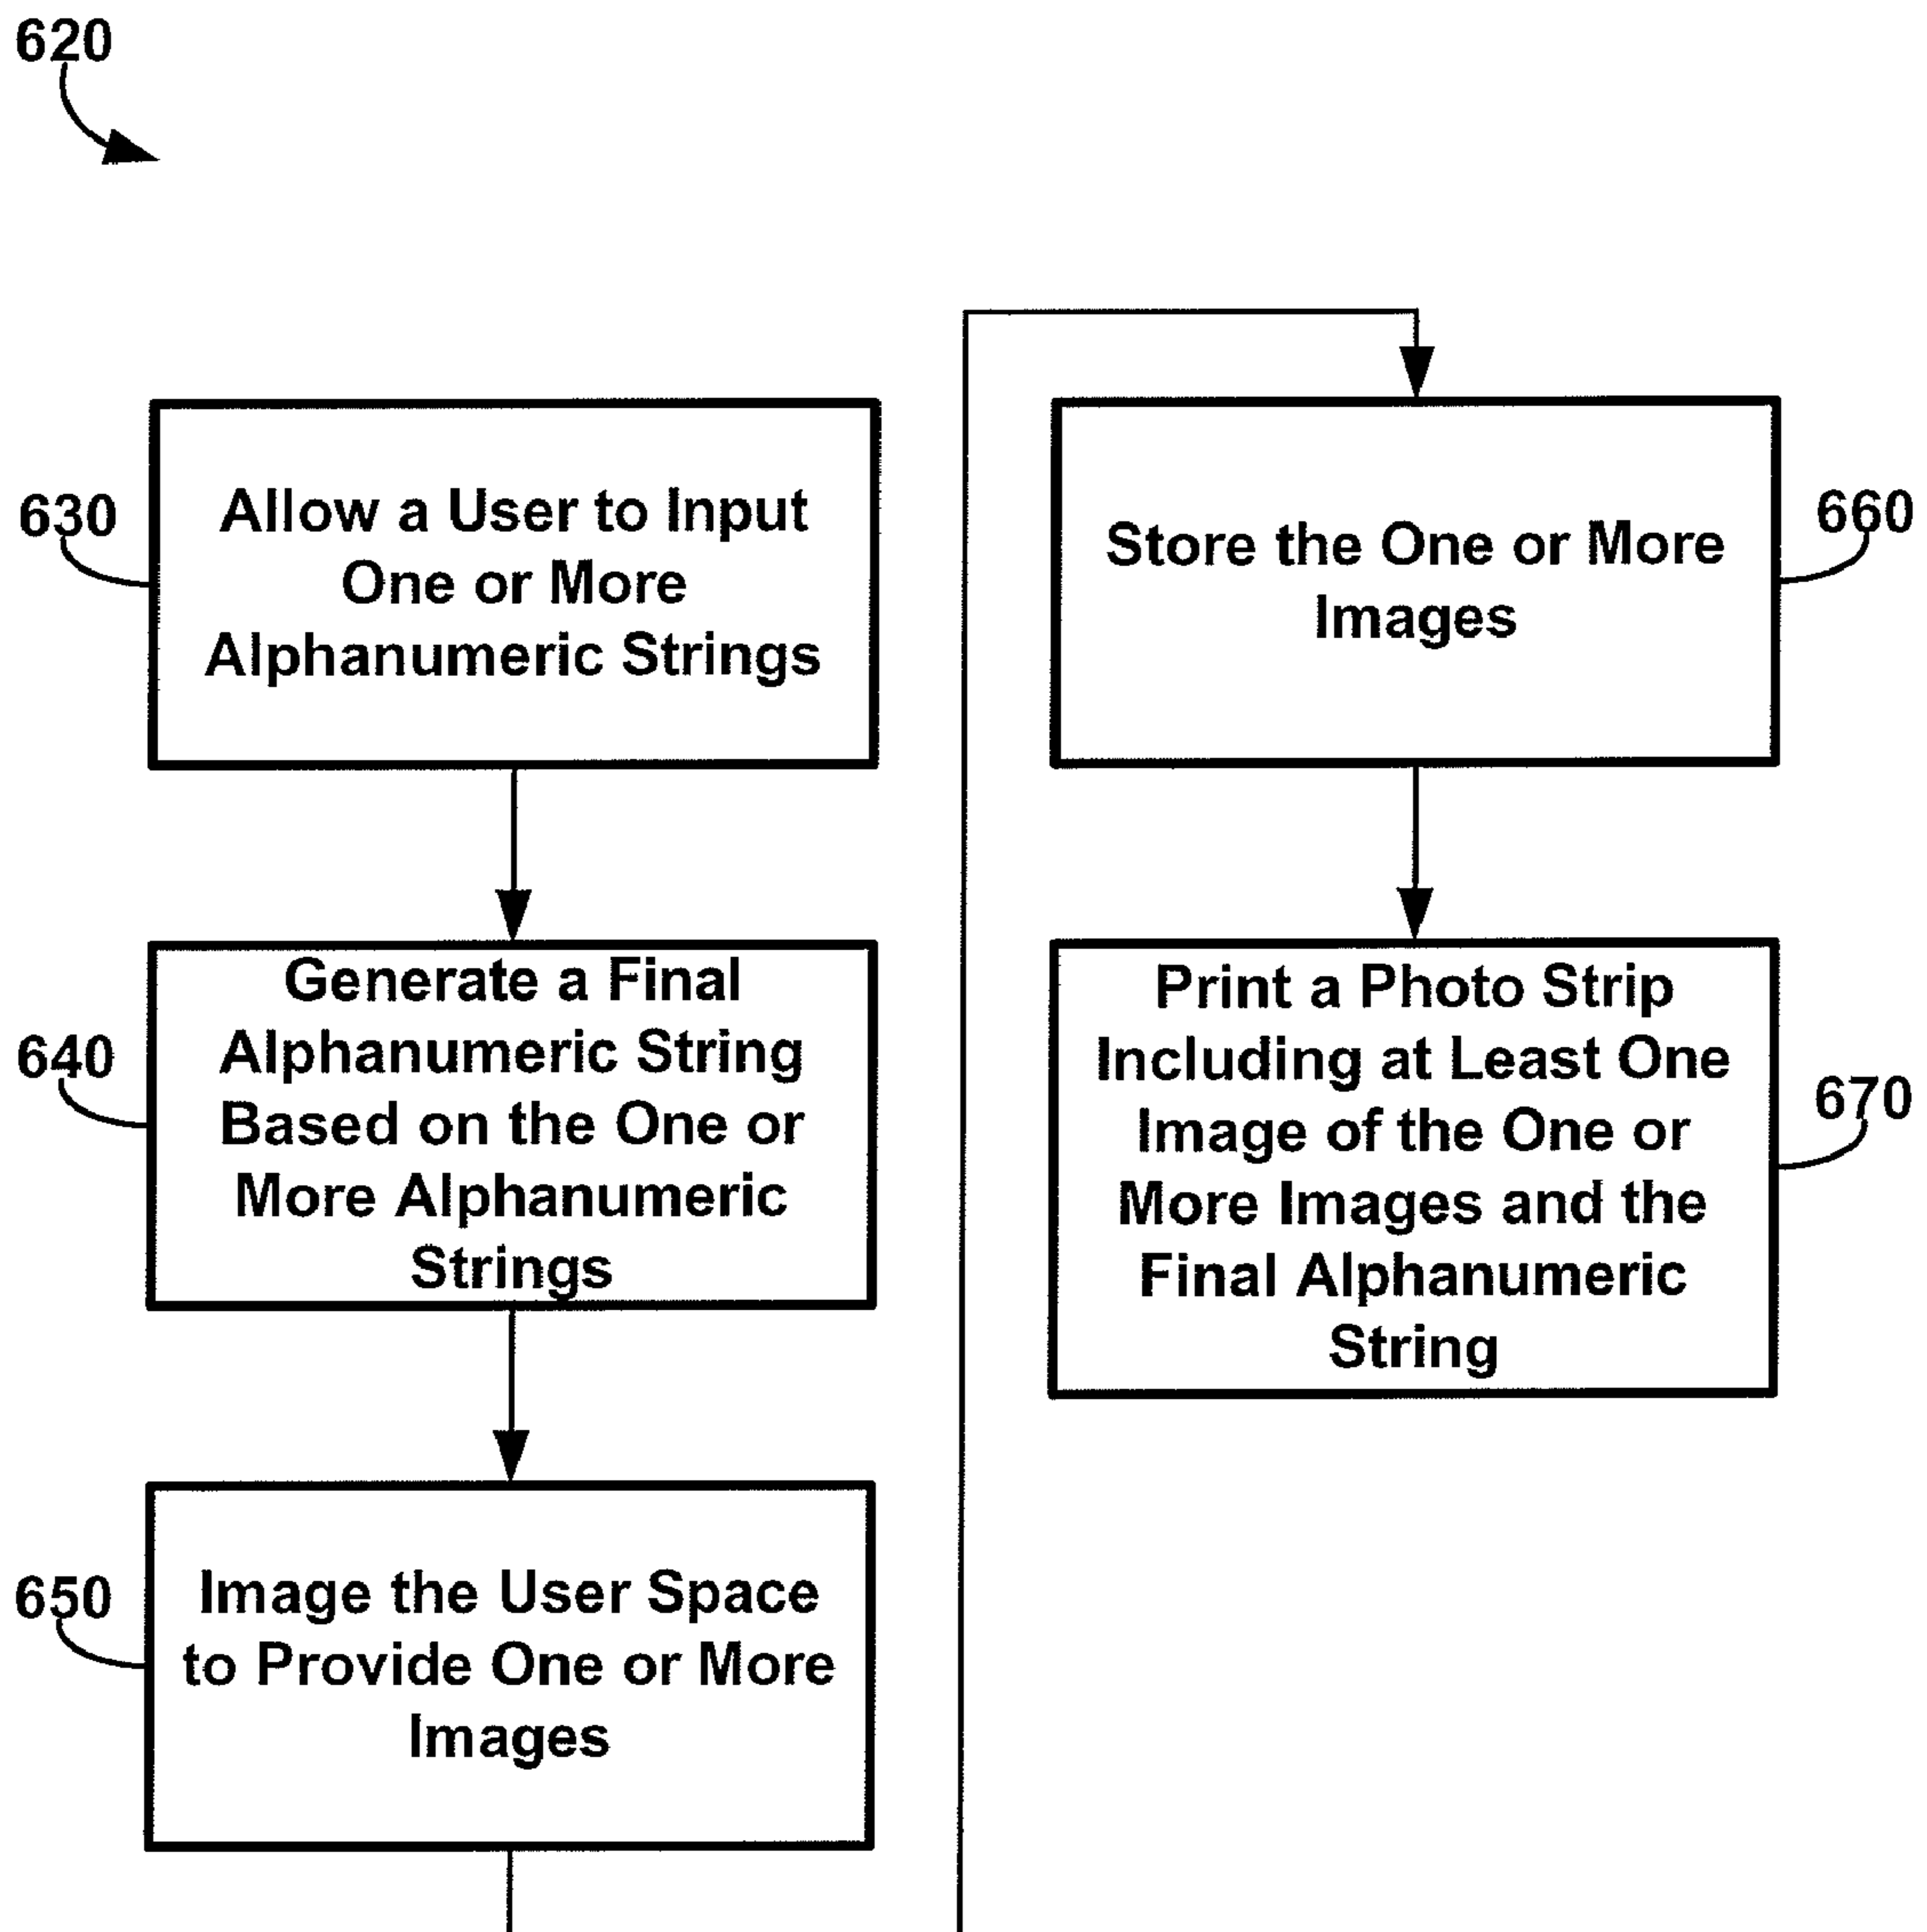 620
630
Allow a User to Input
One or More
Alphanumeric Strings
640
Generate a Final
Alphanumeric String
Based on the One or
More Alphanumeric
Strings
650
Image the User Space
to Provide One or More
Images
660
Store the One or More
Images
670
Print a Photo Strip
Including at Least One
Image of the One or
More Images and the
Final Alphanumeric
String